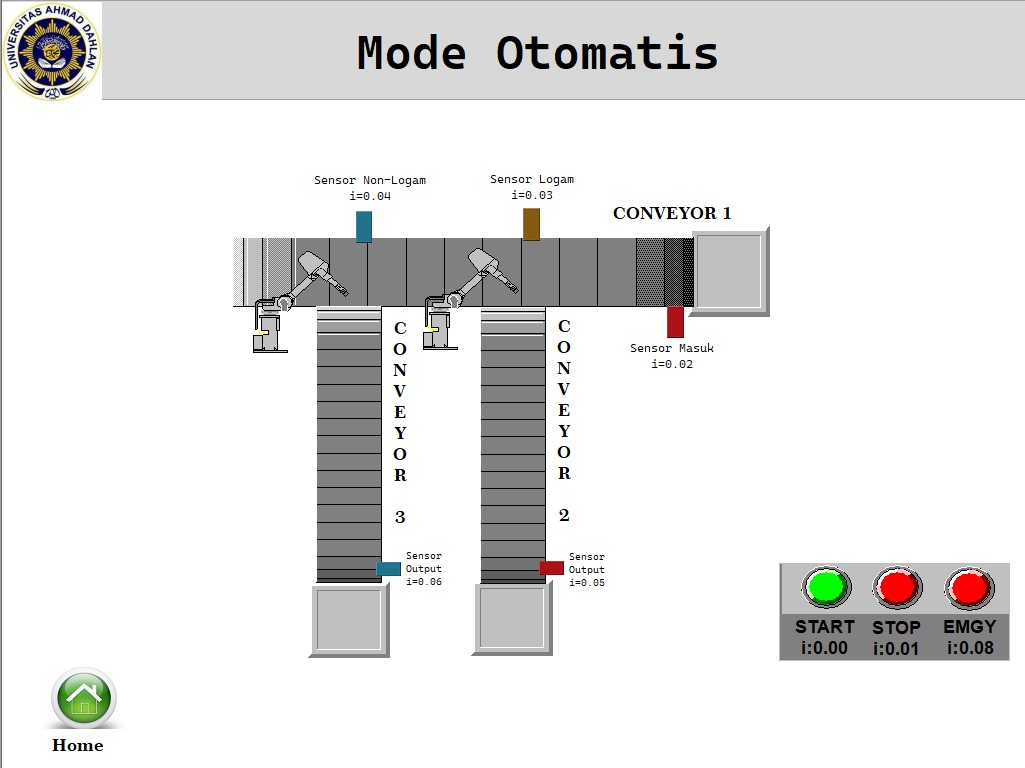 UNIVERSITAS AHMAD DAHLAN
Mode Otomatis
Sensor Non-Logam
i=0.04
Sensor Logam
i=0.03
CONVEYOR 1
Sensor Masuk
i=0.02
CONVEYOR 3
CONVEYOR 2
Sensor
Output
i=0.06
Sensor
Output
i=0.05
START
i:0.00
STOP
i:0.01
EMGY
i:0.08
Home